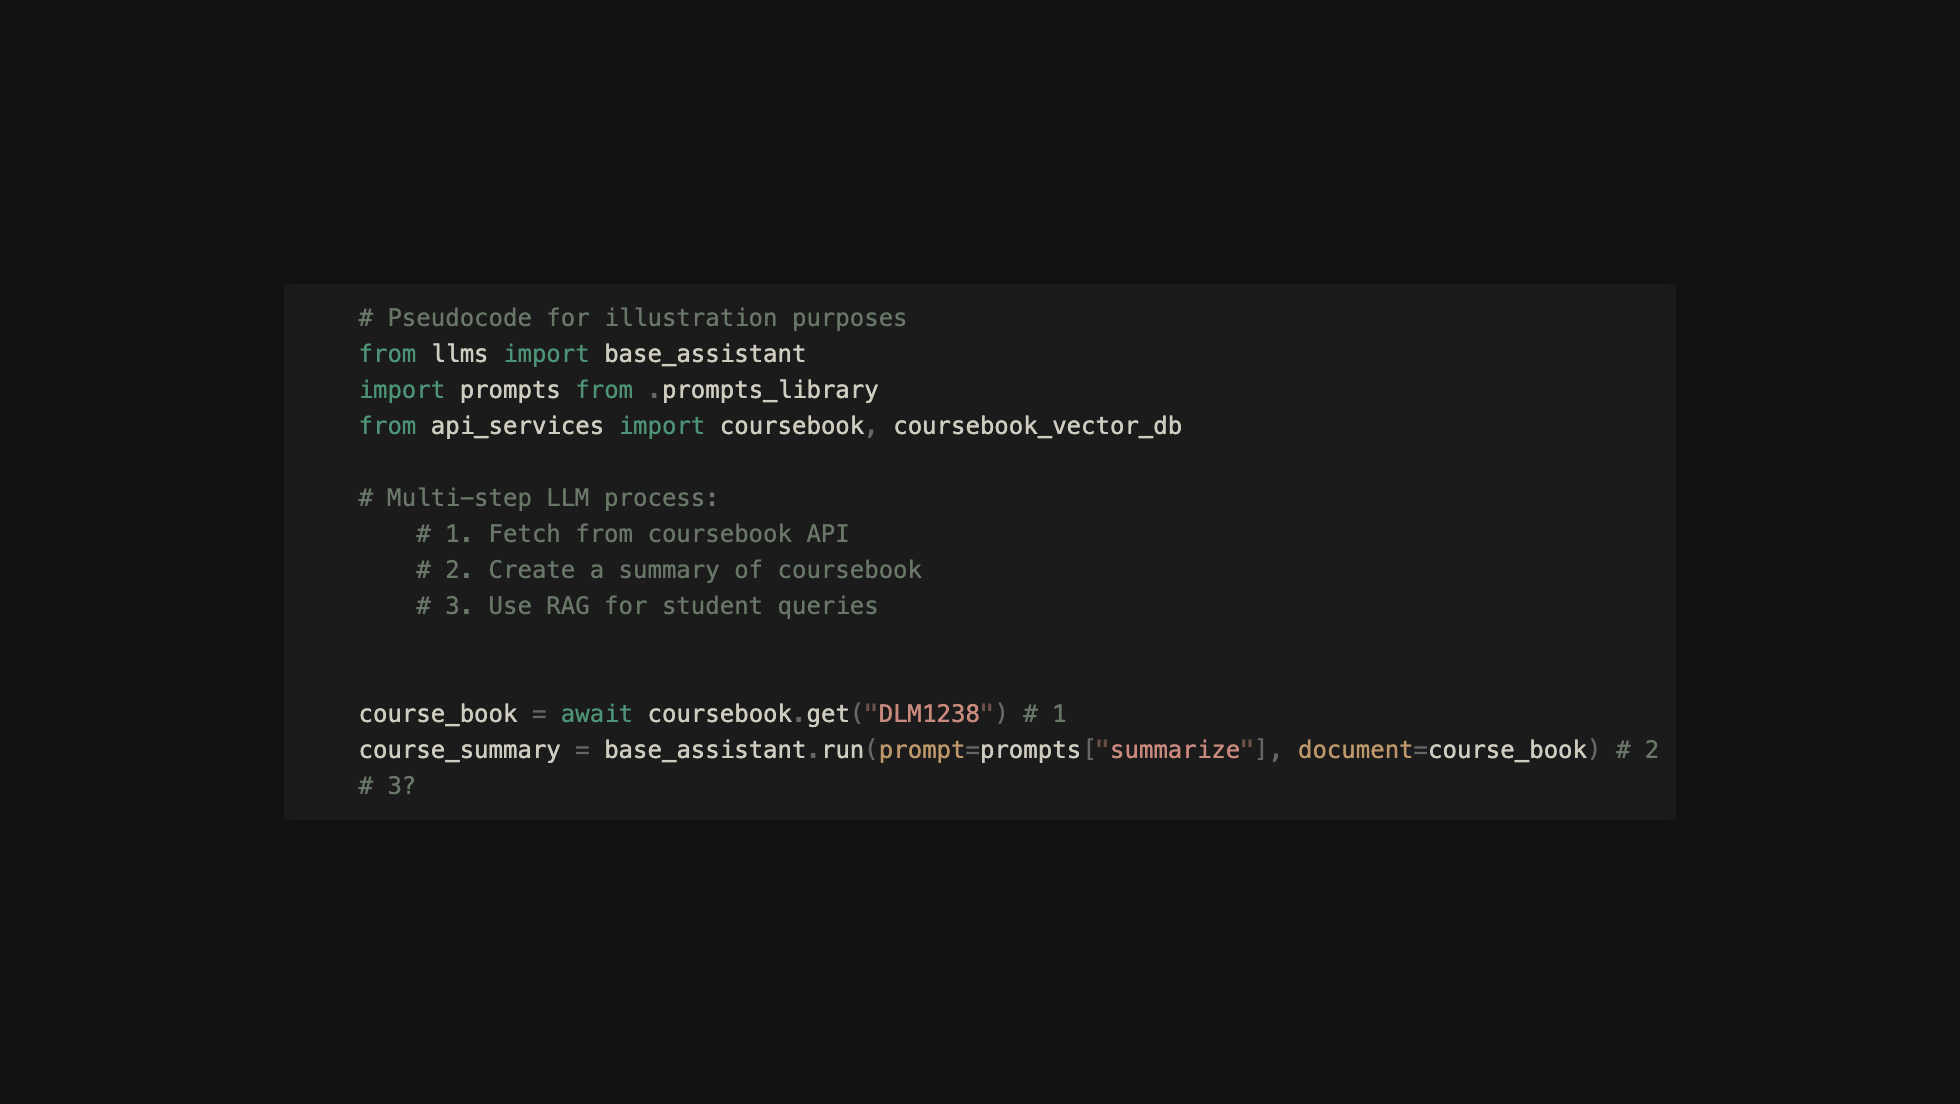 # Pseudocode for illustration purposes
from llms import base_assistant
import prompts from .prompts_library
from api_services import coursebook, coursebook_vector_db
# Multi-step LLM process:
# 1. Fetch from coursebook API
# 2. Create a summary of coursebook
# 3. Use RAG for student queries
course_book = await coursebook.get("DLM1238") # 1
course_summary = base_assistant.run(prompt=prompts["summarize"], document=course_book) # 2
# 3?